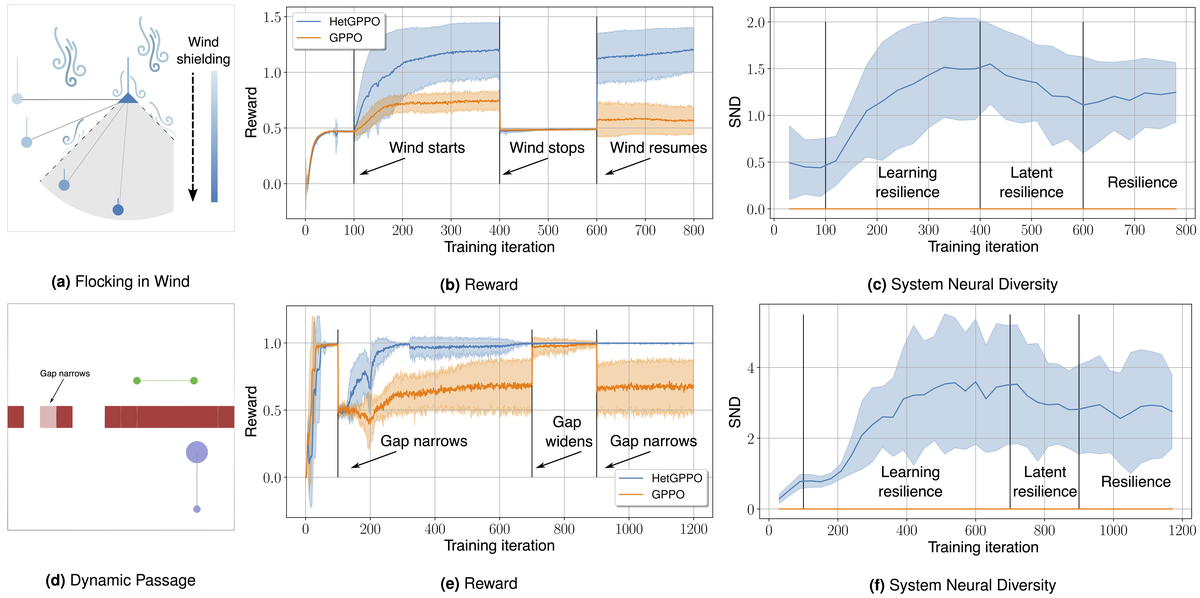 Wind
shielding
(a) Flocking in Wind
1.5
1.0
0.5
0.0
Reward
HetGPPO
GPPO
Wind starts
Wind stops
Wind resumes
0 100 200 300 400 500 600 700 800
Training iteration
(b) Reward
2.0
1.5
1.0
0.5
0.0
SND
Learning
resilience
Latent
resilience
Resilience
0 100 200 300 400 500 600 700 800
Training iteration
(c) System Neural Diversity
Gap narrows
(d) Dynamic Passage
1.0
0.5
0.0
Reward
Gap narrows
Gap
widens
Gap narrows
HetGPPO
GPPO
0 200 400 600 800 1000 1200
Training iteration
(e) Reward
4
2
0
SND
Learning
resilience
Latent
resilience
Resilience
0 200 400 600 800 1000 1200
Training iteration
(f) System Neural Diversity